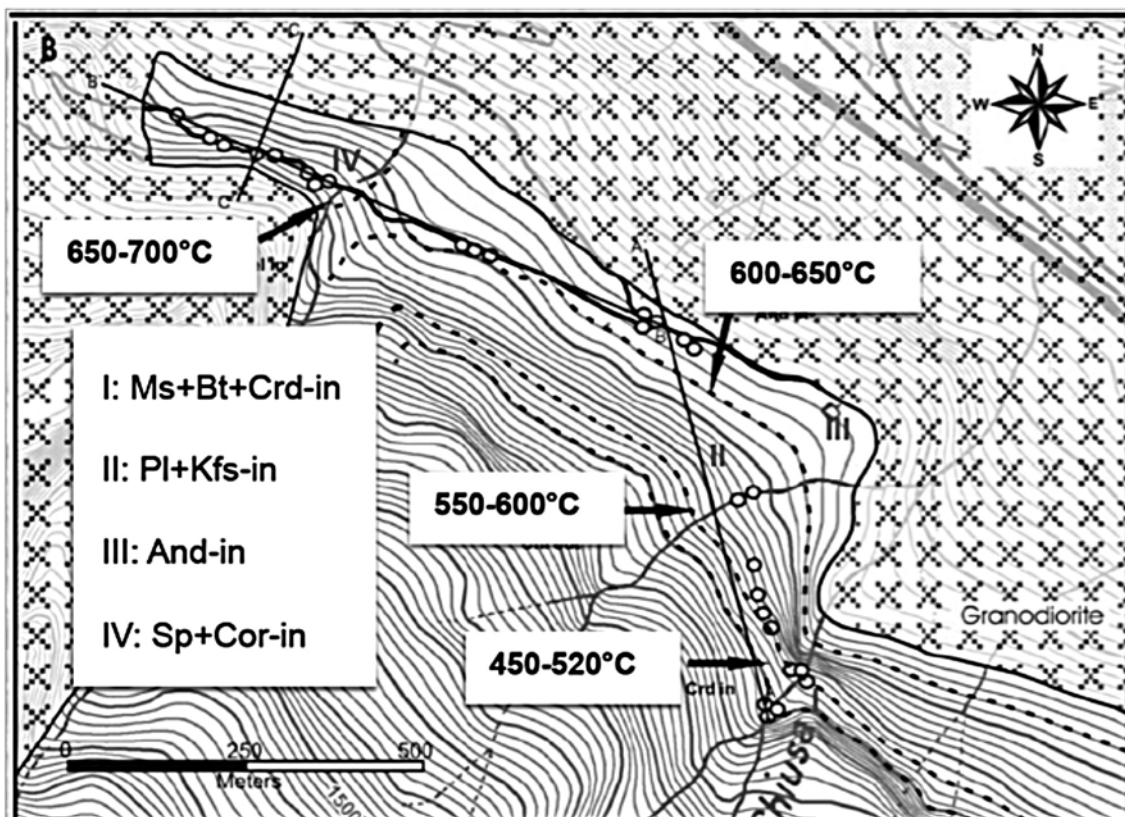 B
C
N
W E
S
B
IV
C
650-700°C
A
600-650°C
B
I: Ms+Bt+Crd-in
II: Pl+Kfs-in
III: And-in
IV: Sp+Cor-in
III
II
550-600°C
Granodiorite
450-520°C
Crd in
0 250 500
Meters
1500